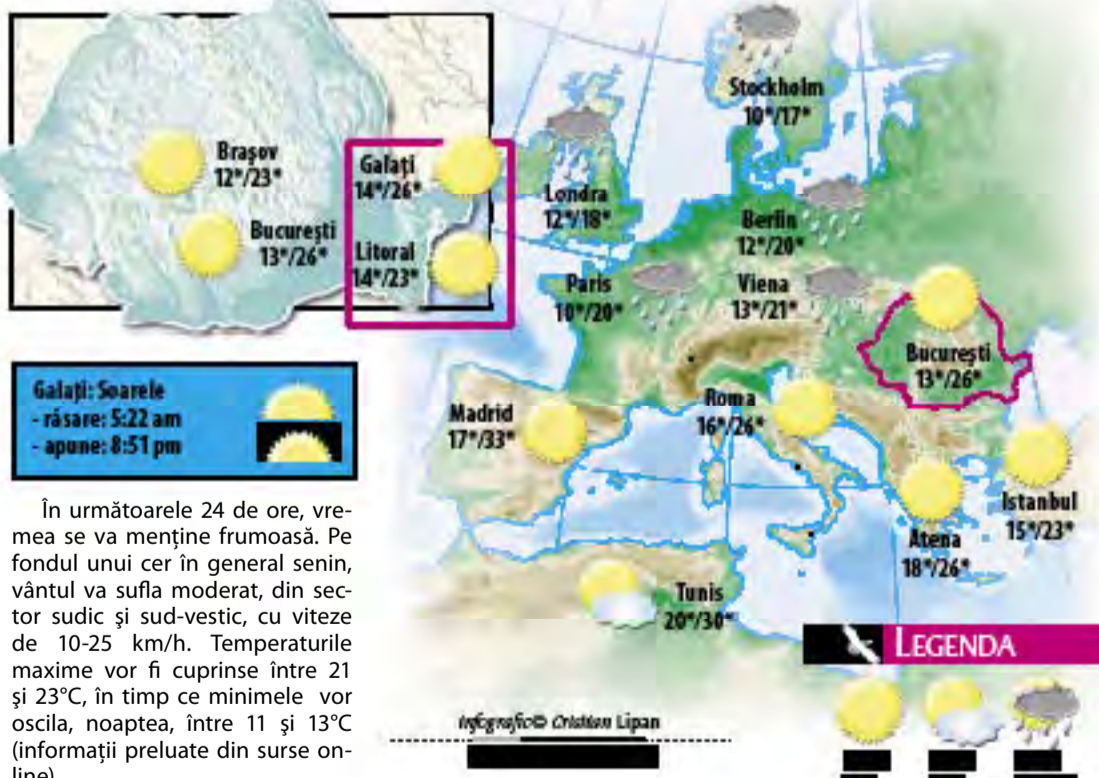 Brașov
12°/23°
București
13°/26°
Galați
14°/26°
Litoral
14°/23°
Stockholm
10°/17°
Londra
12°/18°
Berlin
12°/20°
Paris
10°/20°
Viena
13°/21°
București
13°/26°
Madrid
17°/33°
Roma
16°/26°
Istanbul
15°/23°
Atena
18°/26°
Tunis
20°/30°
Galați: Soarele
- răsare: 5:22 am
- apune: 8:51 pm
În următoarele 24 de ore, vre-
mea se va menține frumoasă. Pe
fondul unui cer în general senin,
vântul va sufla moderat, din sec-
tor sudic şi sud-vestic, cu viteze
de 10-25 km/h. Temperaturile
maxime vor fi cuprinse între 21
şi 23°C, în timp ce minimele vor
oscila, noaptea, între 11 şi 13°C
(informații preluate din surse on-
line)
LEGENDA
Infografic© Cristian Lipan